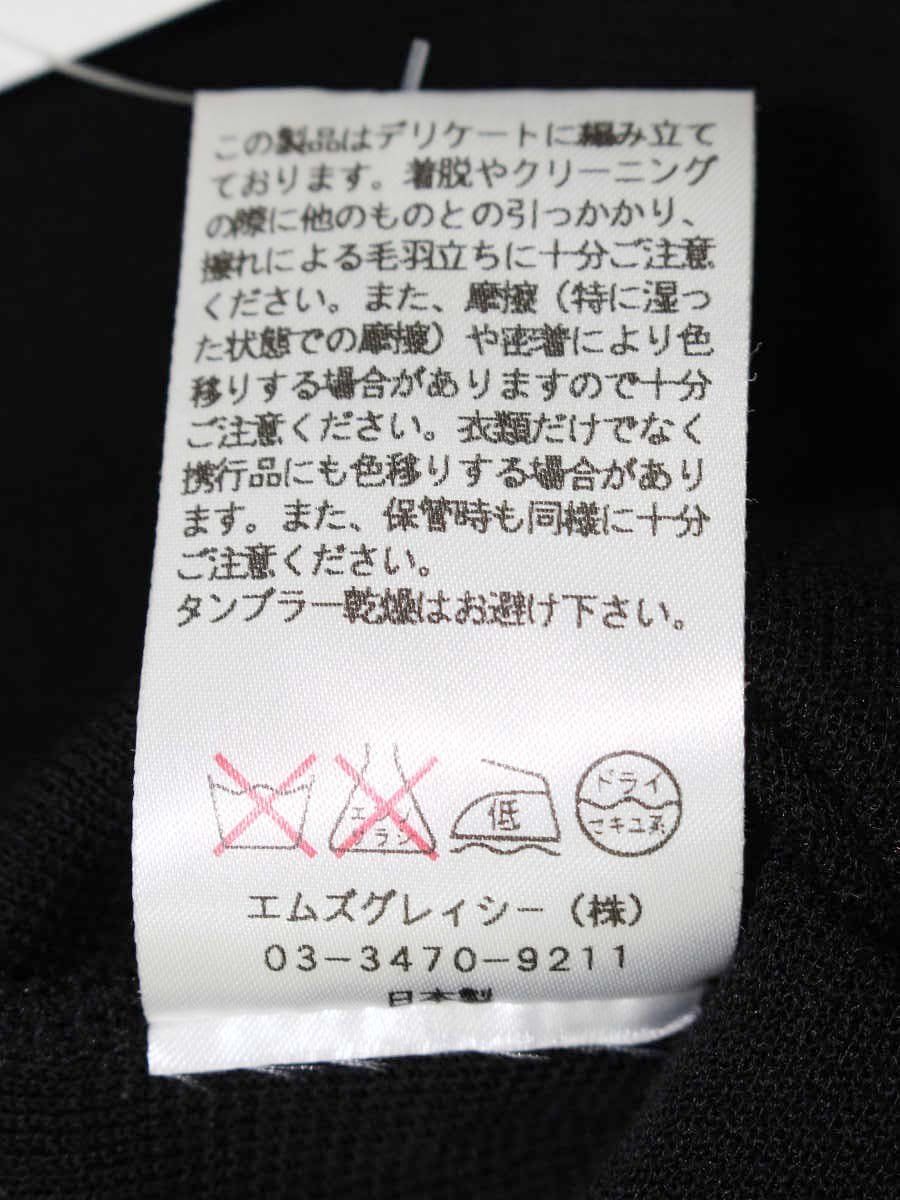 この製品はデリケートに編み立て
ております。着脱やクリーニング
の際に他のものとの引っかかり、
擦れによる毛羽立ちに十分ご注意
ください。また、摩擦（特に湿っ
た状態での摩擦）や密着により色
移りする場合がありますので十分
ご注意ください。衣類だけでなく
携行品にも色移りする場合があり
ます。また、保管時も同様に十分
ご注意ください。
タンブラー乾燥はお避け下さい。
エンソ サラシ 低 ドライ
セキユ系
エムズグレイシー（株）
03-3470-9211
日本製